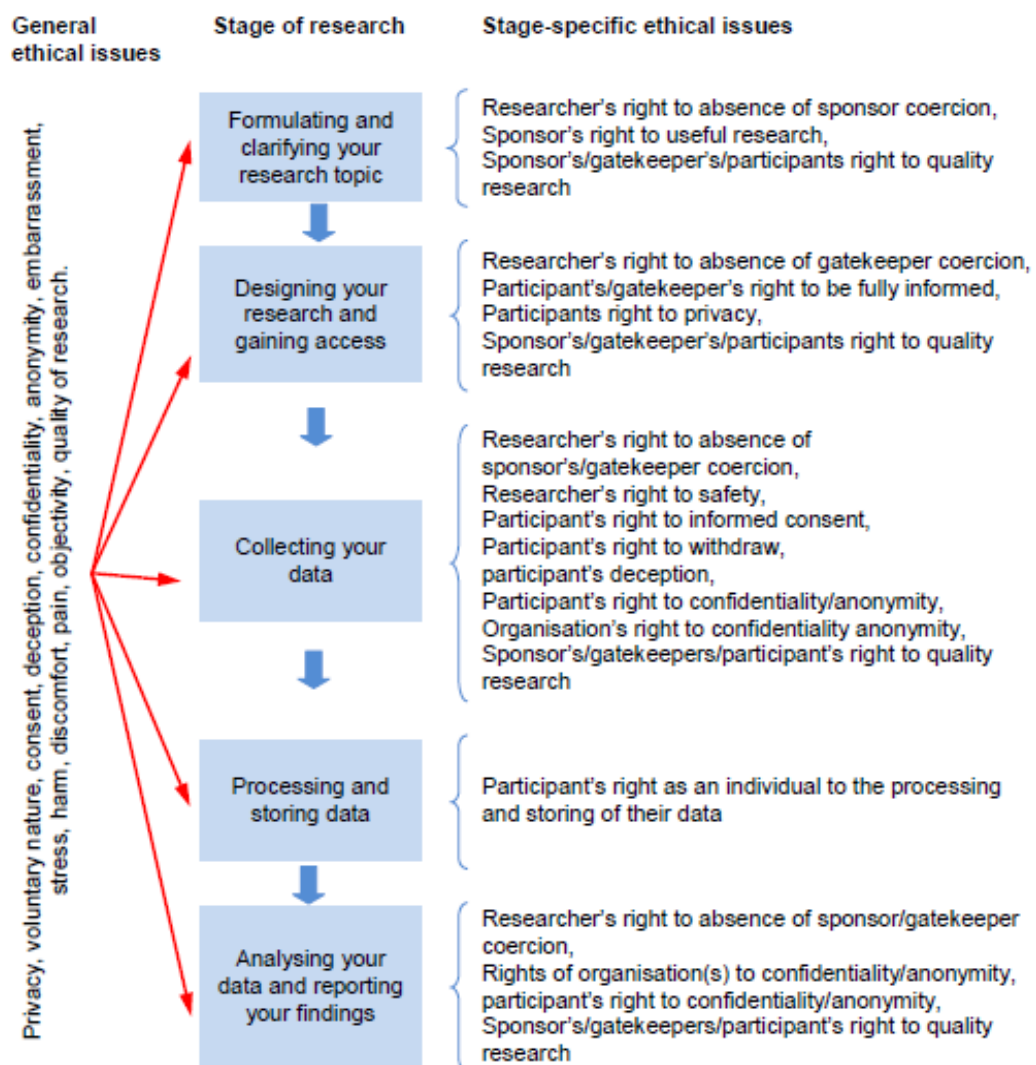 General
ethical issues
Stage of research
Stage-specific ethical issues
Privacy, voluntary nature, consent, deception, confidentiality, anonymity, embarrassment,
stress, harm, discomfort, pain, objectivity, quality of research.
Formulating and
clarifying your
research topic
Researcher's right to absence of sponsor coercion,
Sponsor's right to useful research,
Sponsor's/gatekeeper's/participants right to quality
research
Designing your
research and
gaining access
Researcher's right to absence of gatekeeper coercion,
Participant's/gatekeeper's right to be fully informed,
Participants right to privacy,
Sponsor's/gatekeeper's/participants right to quality
research
Collecting your
data
Researcher's right to absence of
sponsor's/gatekeeper coercion,
Researcher's right to safety,
Participant's right to informed consent,
Participant's right to withdraw,
participant's deception,
Participant's right to confidentiality/anonymity,
Organisation's right to confidentiality anonymity,
Sponsor's/gatekeepers/participant's right to quality
research
Processing and
storing data
Participant's right as an individual to the processing
and storing of their data
Analysing your
data and reporting
your findings
Researcher's right to absence of sponsor/gatekeeper
coercion,
Rights of organisation(s) to confidentiality/anonymity,
participant's right to confidentiality/anonymity,
Sponsor's/gatekeepers/participant's right to quality
research